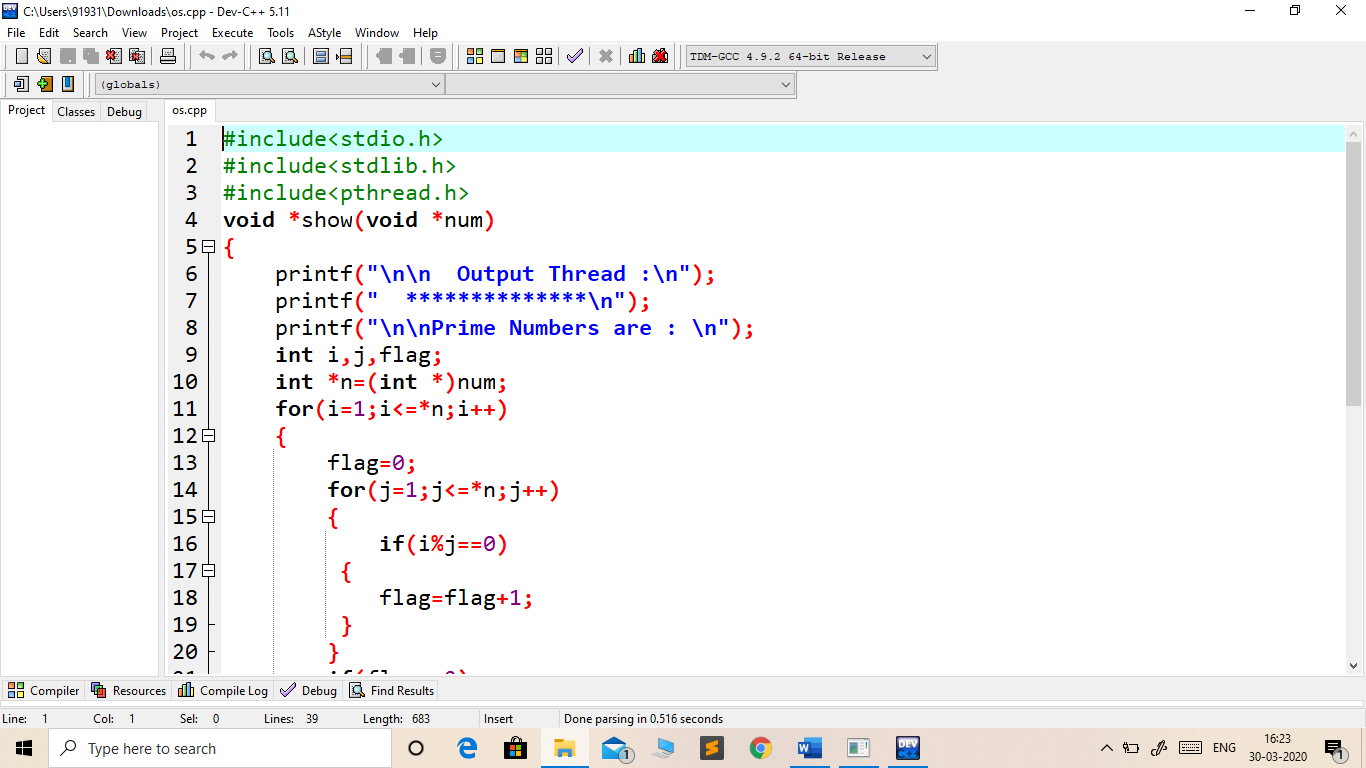 C:\Users\91931\Downloads\os.cpp - Dev-C++ 5.11
File Edit Search View Project Execute Tools AStyle Window Help
TDM-GCC 4.9.2 64-bit Release
(globals)
Project Classes Debug os.cpp
1 #include<stdio.h>
2 #include<stdlib.h>
3 #include<pthread.h>
4 void *show(void *num)
5 {
6 printf("\n\n  Output Thread :\n");
7 printf("  **************\n");
8 printf("\n\nPrime Numbers are : \n");
9 int i,j,flag;
10 int *n=(int *)num;
11 for(i=1;i<=*n;i++)
12 {
13 flag=0;
14 for(j=1;j<=*n;j++)
15 {
16 if(i%j==0)
17 {
18 flag=flag+1;
19 }
20 }
Compiler Resources Compile Log Debug Find Results
Line: 1 Col: 1 Sel: 0 Lines: 39 Length: 683 Insert Done parsing in 0.516 seconds
Type here to search
1
DEV
ENG
16:23
30-03-2020
1